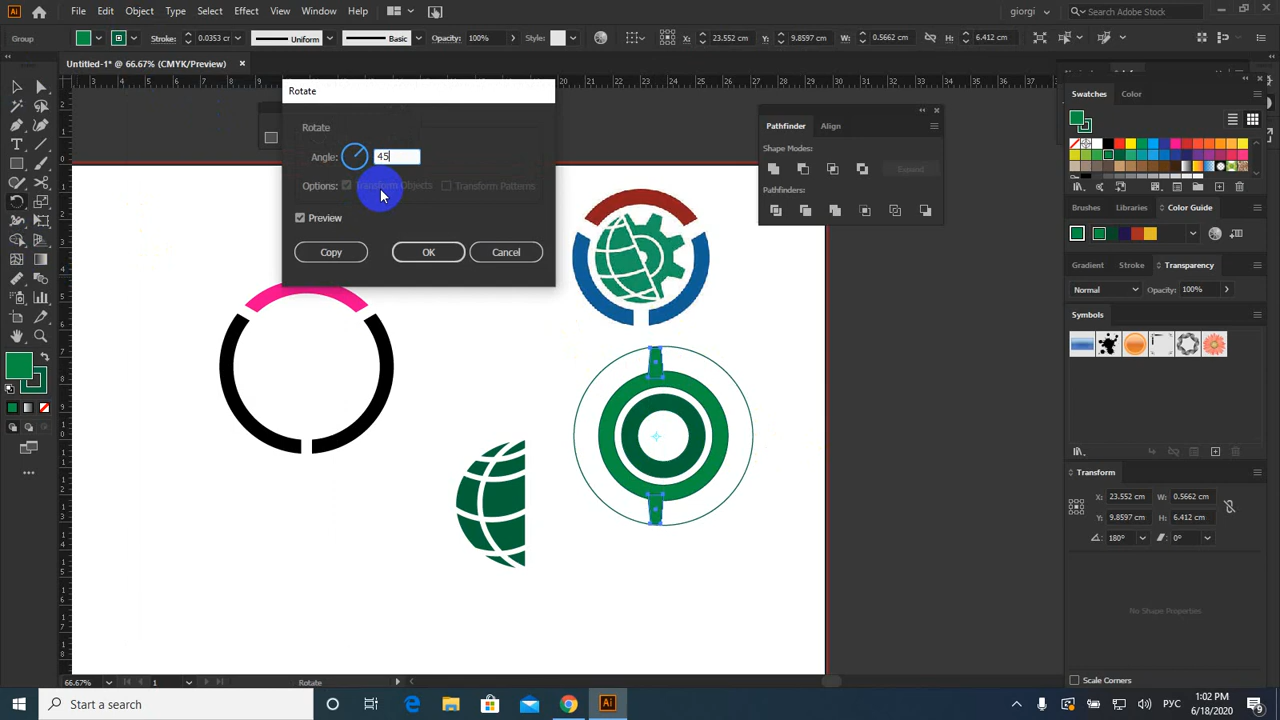 Ai File Edit Object Type Select Effect View Window Help giorgi Search Adobe Stock
Group Stroke: 0.0353 cm Uniform Basic Opacity: 100% Style: X: 23.552 cm Y: 9.8597 cm W: 0.5662 cm H: 6.412 cm
Untitled-1* @ 66.67% (CMYK/Preview)
Rotate
Rotate
Angle: 45
Options: Transform Objects Transform Patterns
Preview
Copy OK Cancel
Pathfinder Align
Shape Modes:
Expand
Pathfinders:
Swatches Color
Brushes Libraries Color Guide
Gradient Stroke Transparency
Normal Opacity: 100%
Symbols
Transform
X: 23.552 cm W: 0.5662 cm
Y: 9.8597 cm H: 6.412 cm
180° 0°
No Shape Properties
Scale Corners
66.67% 1 Rotate
Start a search Ai РУС 1:02 PM
6/18/2020